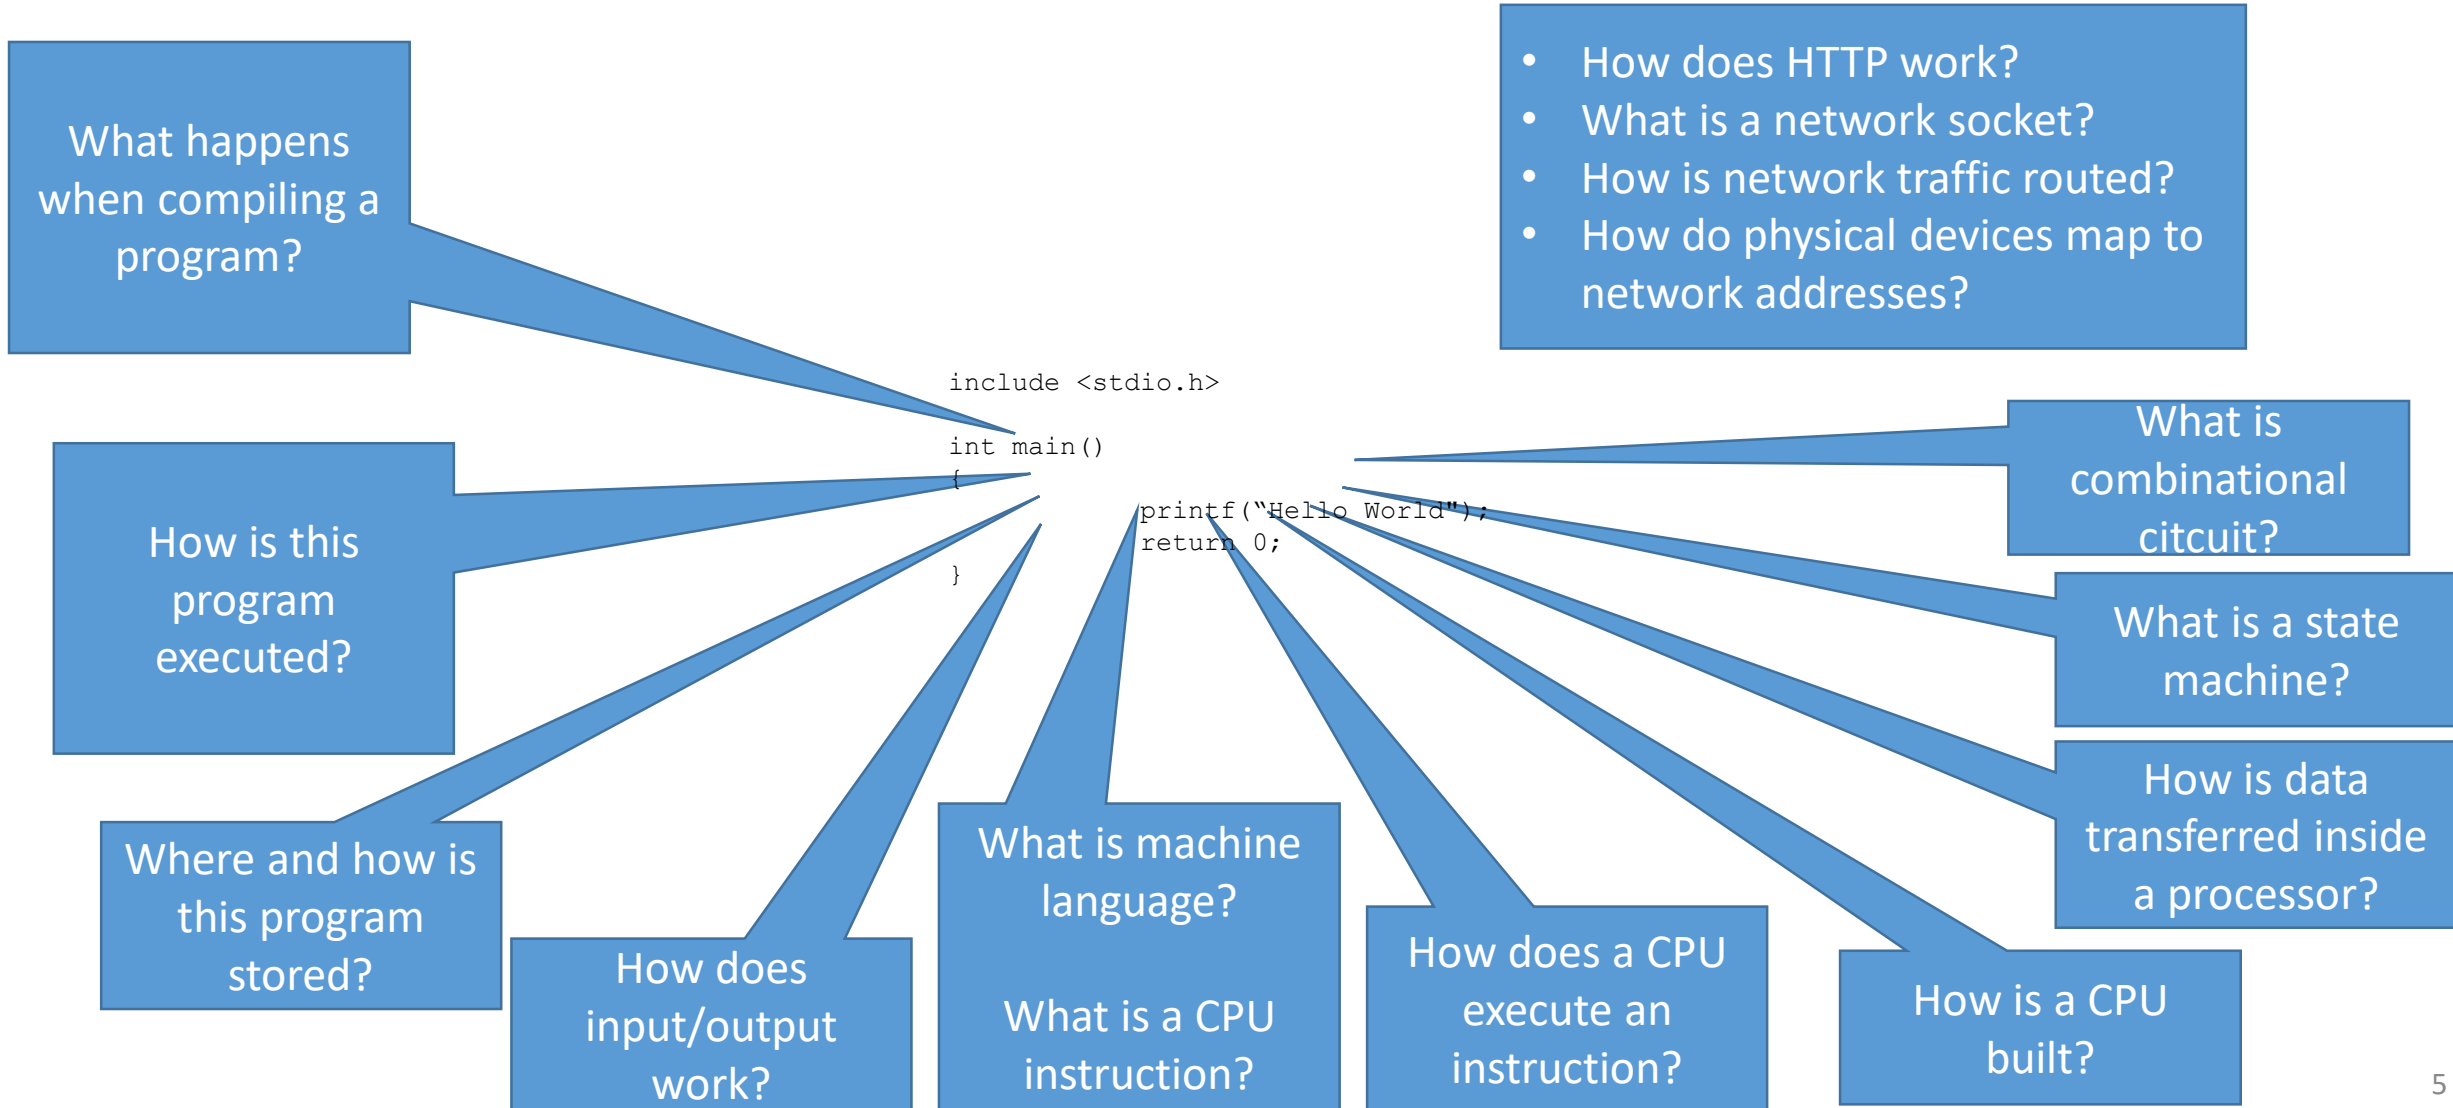 What happens
when compiling a
program?
• How does HTTP work?
• What is a network socket?
• How is network traffic routed?
• How do physical devices map to
network addresses?
include <stdio.h>
int main()
{
printf(“Hello World");
return 0;
}
How is this
program
executed?
Where and how is
this program
stored?
How does
input/output
work?
What is machine
language?
What is a CPU
instruction?
How does a CPU
execute an
instruction?
How is a CPU
built?
What is
combinational
citcuit?
What is a state
machine?
How is data
transferred inside
a processor?
5